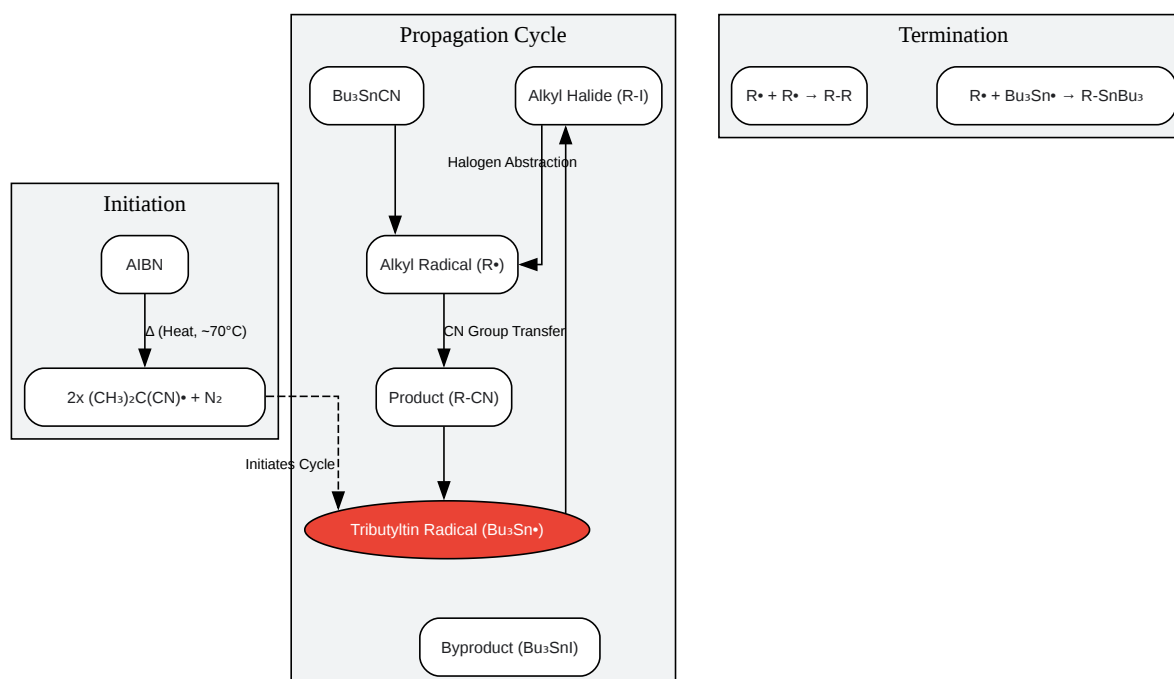 Initiation
AIBN
Δ (Heat, ~70°C)
2x (CH₃)₂C(CN)• + N₂
Initiates Cycle
Propagation Cycle
Bu₃SnCN
Alkyl Halide (R-I)
Halogen Abstraction
Alkyl Radical (R•)
CN Group Transfer
Product (R-CN)
Tributyltin Radical (Bu₃Sn•)
Byproduct (Bu₃SnI)
Termination
R• + R• → R-R
R• + Bu₃Sn• → R-SnBu₃